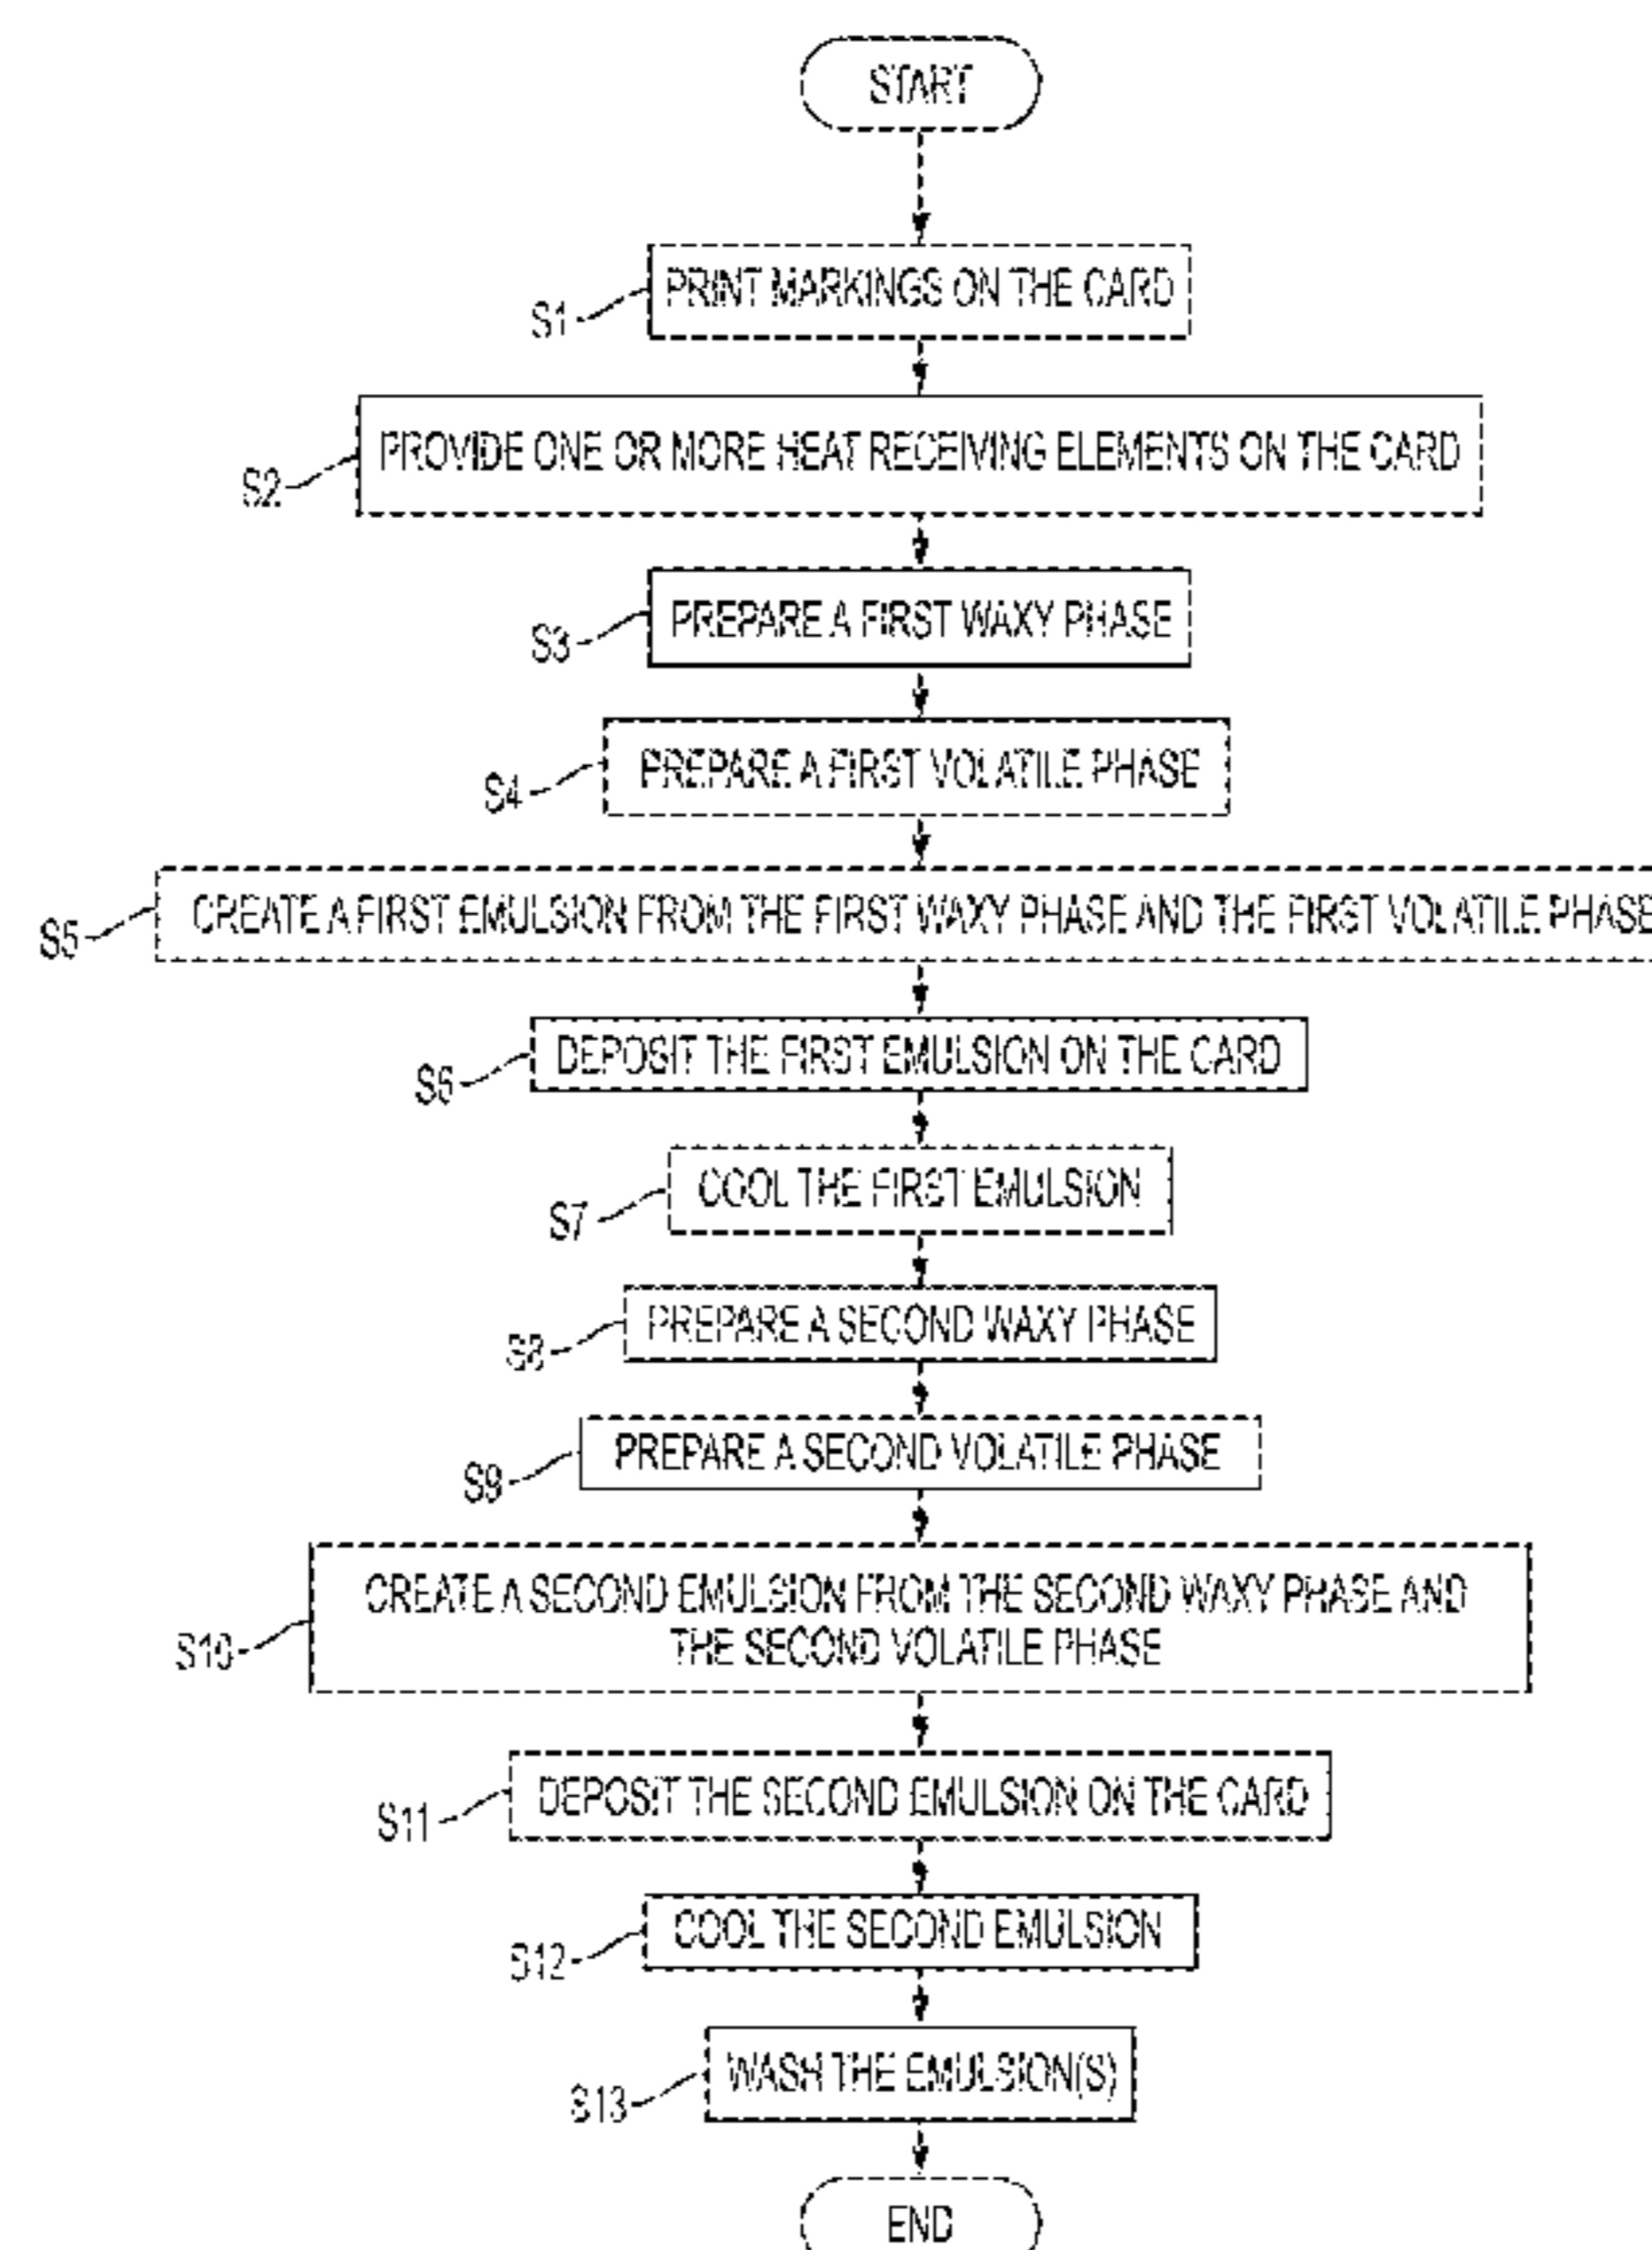 START
S1
PRINT MARKINGS ON THE CARD
S2
PROVIDE ONE OR MORE HEAT RECEIVING ELEMENTS ON THE CARD
S3
PREPARE A FIRST WAXY PHASE
S4
PREPARE A FIRST VOLATILE PHASE
S5
CREATE A FIRST EMULSION FROM THE FIRST WAXY PHASE AND THE FIRST VOLATILE PHASE
S6
DEPOSIT THE FIRST EMULSION ON THE CARD
S7
COOL THE FIRST EMULSION
S8
PREPARE A SECOND WAXY PHASE
S9
PREPARE A SECOND VOLATILE PHASE
S10
CREATE A SECOND EMULSION FROM THE SECOND WAXY PHASE AND
THE SECOND VOLATILE PHASE
S11
DEPOSIT THE SECOND EMULSION ON THE CARD
S12
COOL THE SECOND EMULSION
S13
WASH THE EMULSION(S)
END